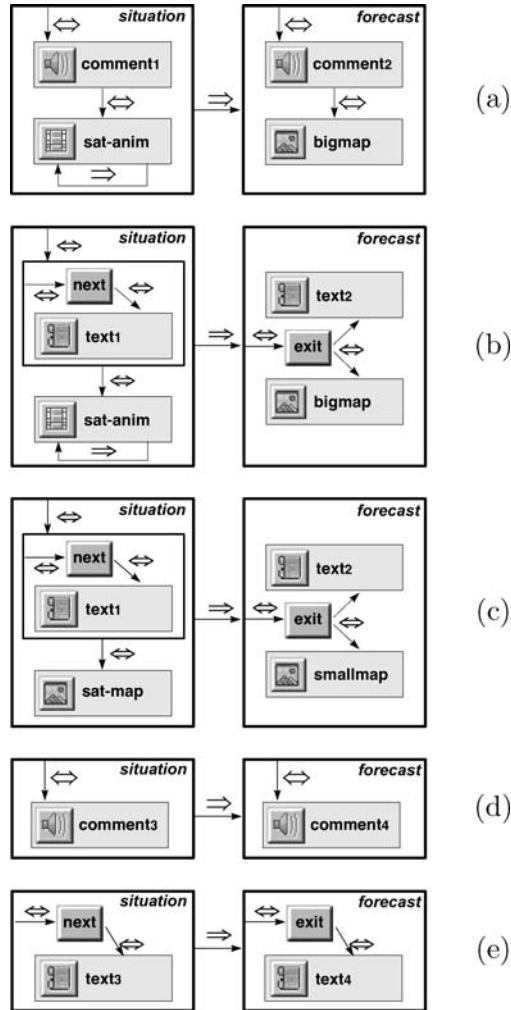 situation forecast
⇔ ⇔
comment1 comment2 (a)
⇔ ⇒ ⇔
sat-anim bigmap
⇒
situation forecast
⇔
next ⇔ text2
⇔
text1 ⇒ ⇔ exit ⇔ (b)
⇔
sat-anim bigmap
⇒
situation forecast
⇔
next ⇔ text2
⇔
text1 ⇒ ⇔ exit ⇔ (c)
⇔
sat-map smallmap
situation forecast
⇔ ⇔
comment3 ⇒ comment4 (d)
situation forecast
⇔ next ⇔ exit
⇔ ⇒ ⇔ (e)
text3 text4